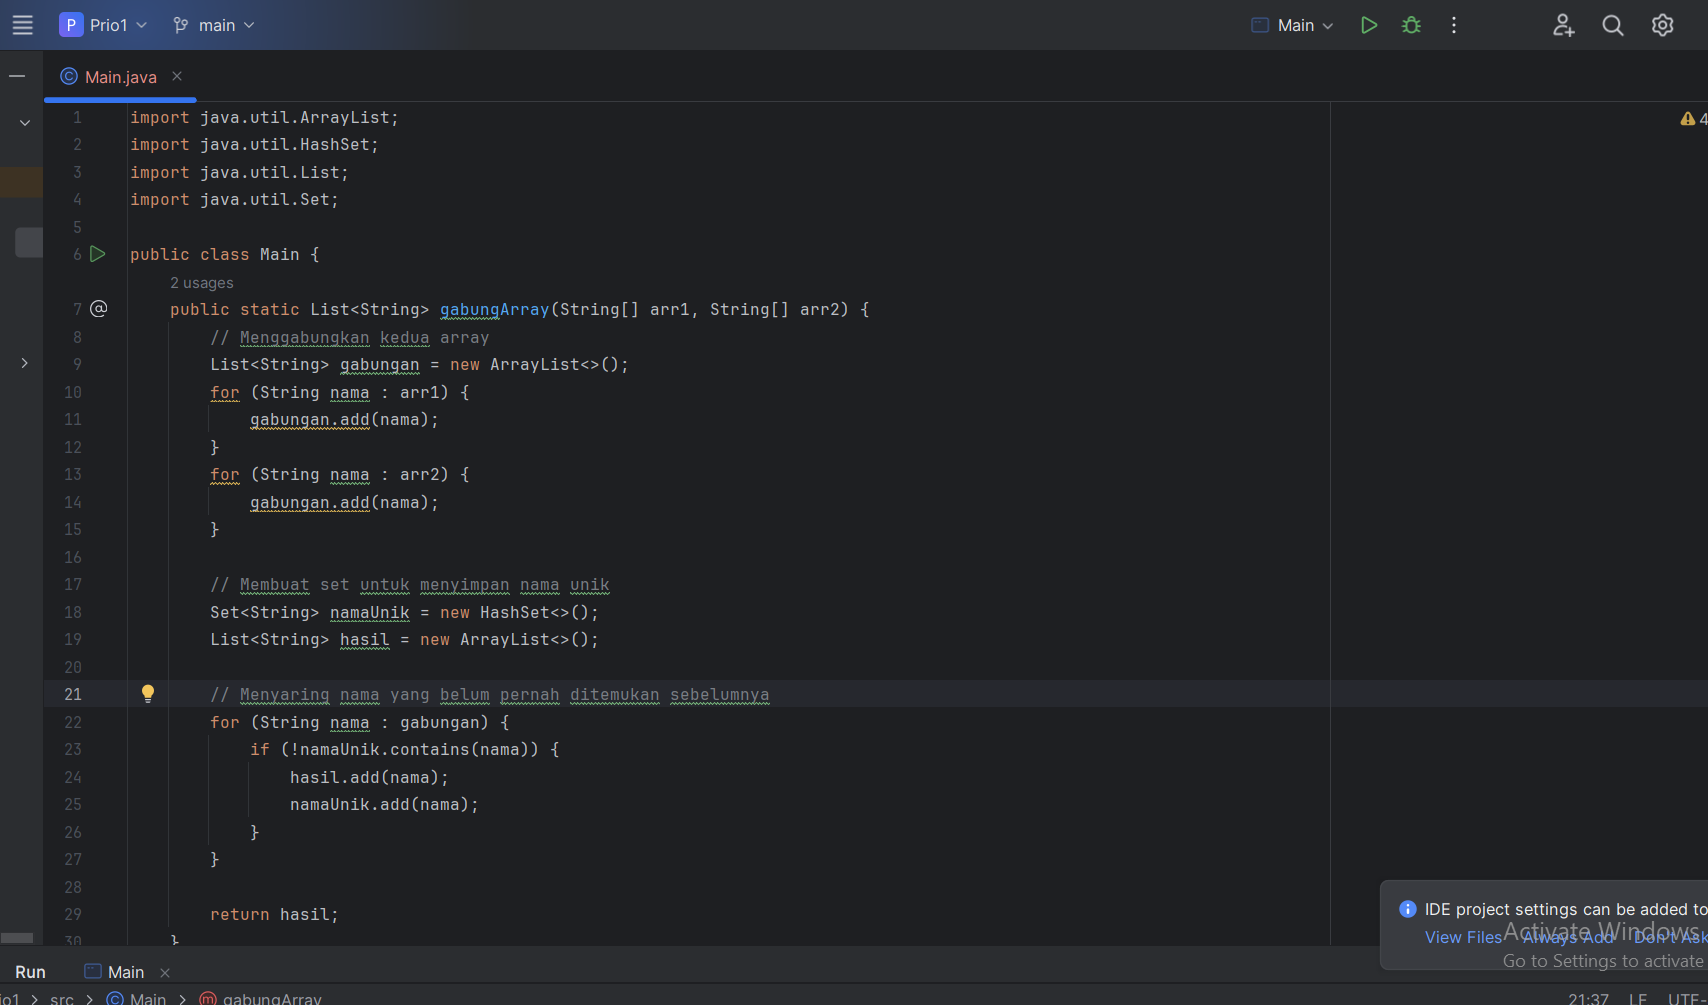 P Prio1 main Main
Main.java
1 import java.util.ArrayList;
2 import java.util.HashSet;
3 import java.util.List;
4 import java.util.Set;
5
6 public class Main {
2 usages
7 public static List<String> gabungArray(String[] arr1, String[] arr2) {
8 // Menggabungkan kedua array
9 List<String> gabungan = new ArrayList<>();
10 for (String nama : arr1) {
11 gabungan.add(nama);
12 }
13 for (String nama : arr2) {
14 gabungan.add(nama);
15 }
16
17 // Membuat set untuk menyimpan nama unik
18 Set<String> namaUnik = new HashSet<>();
19 List<String> hasil = new ArrayList<>();
20
21 // Menyaring nama yang belum pernah ditemukan sebelumnya
22 for (String nama : gabungan) {
23 if (!namaUnik.contains(nama)) {
24 hasil.add(nama);
25 namaUnik.add(nama);
26 }
27 }
28
29 return hasil;
30 }
4
IDE project settings can be added to
View Files Always Add Don't Ask
Activate Windows
Go to Settings to activate
Run Main
io1 > src > Main > gabungArray
21:37 LF UTF-